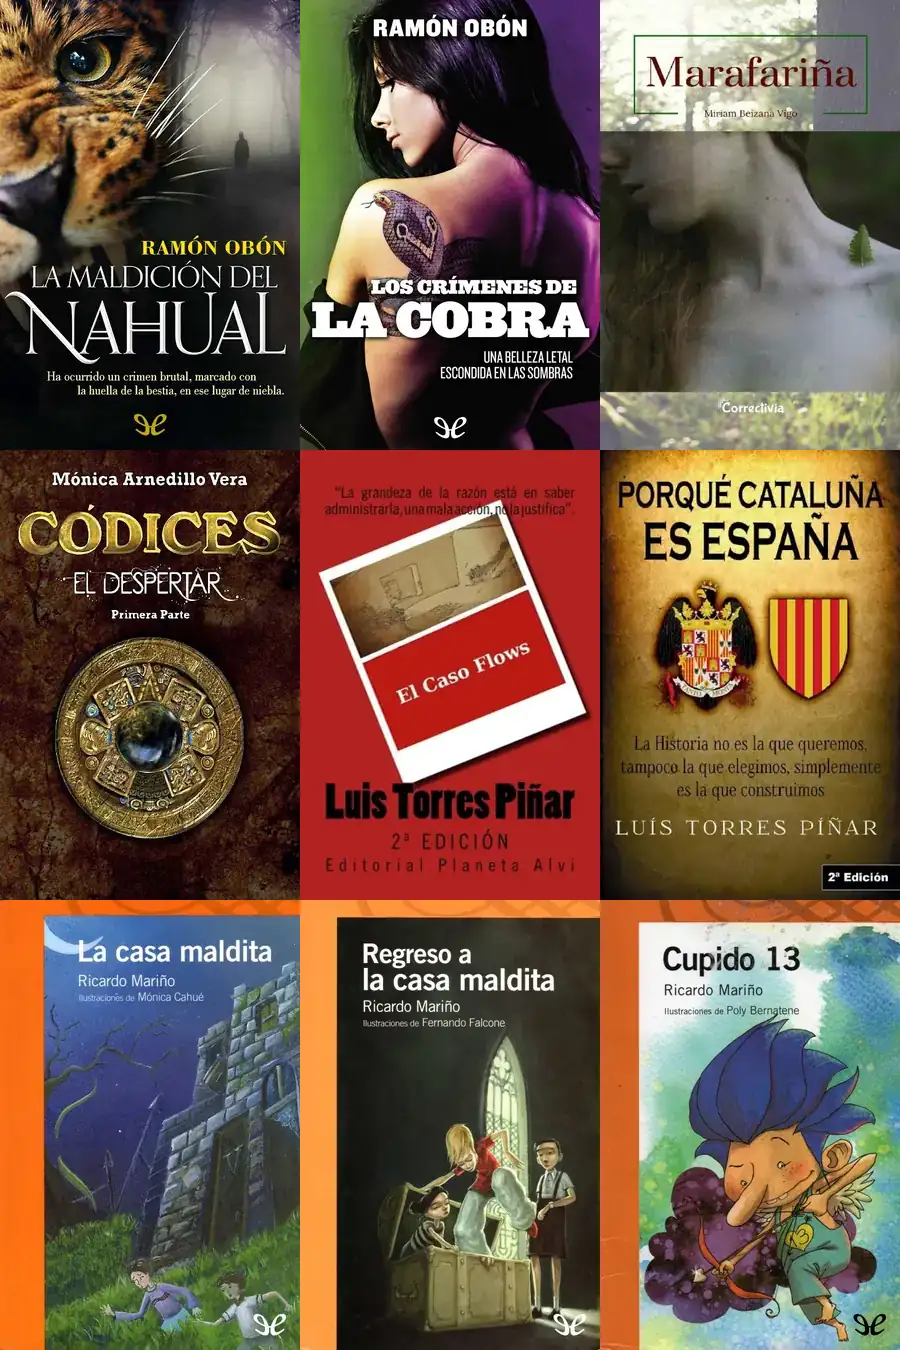 RAMÓN OBÓN
LA MALDICIÓN DEL
NAHUAL
Ha ocurrido un crimen brutal, marcado con
la huella de la bestia, en ese lugar de niebla.
RAMÓN OBÓN
LOS CRÍMENES DE
LA COBRA
UNA BELLEZA LETAL
ESCONDIDA EN LAS SOMBRAS
Marafariña
Miriam Beizana Vigo
Correctivia
Mónica Arnedillo Vera
CÓDICES
EL DESPERTAR
Primera Parte
"La grandeza de la razón está en saber
administrarla, una mala acción, no la justifica".
El Caso Flows
Luis Torres Piñar
2ª EDICIÓN
Editorial Planeta Alvi
PORQUÉ CATALUÑA
ES ESPAÑA
La Historia no es la que queremos,
tampoco la que elegimos, simplemente
es la que construimos
LUÍS TORRES PÍÑAR
2ª Edición
La casa maldita
Ricardo Mariño
Ilustraciones de Mónica Cahué
Regreso a
la casa maldita
Ricardo Mariño
Ilustraciones de Fernando Falcone
Cupido 13
Ricardo Mariño
Ilustraciones de Poly Bernatene